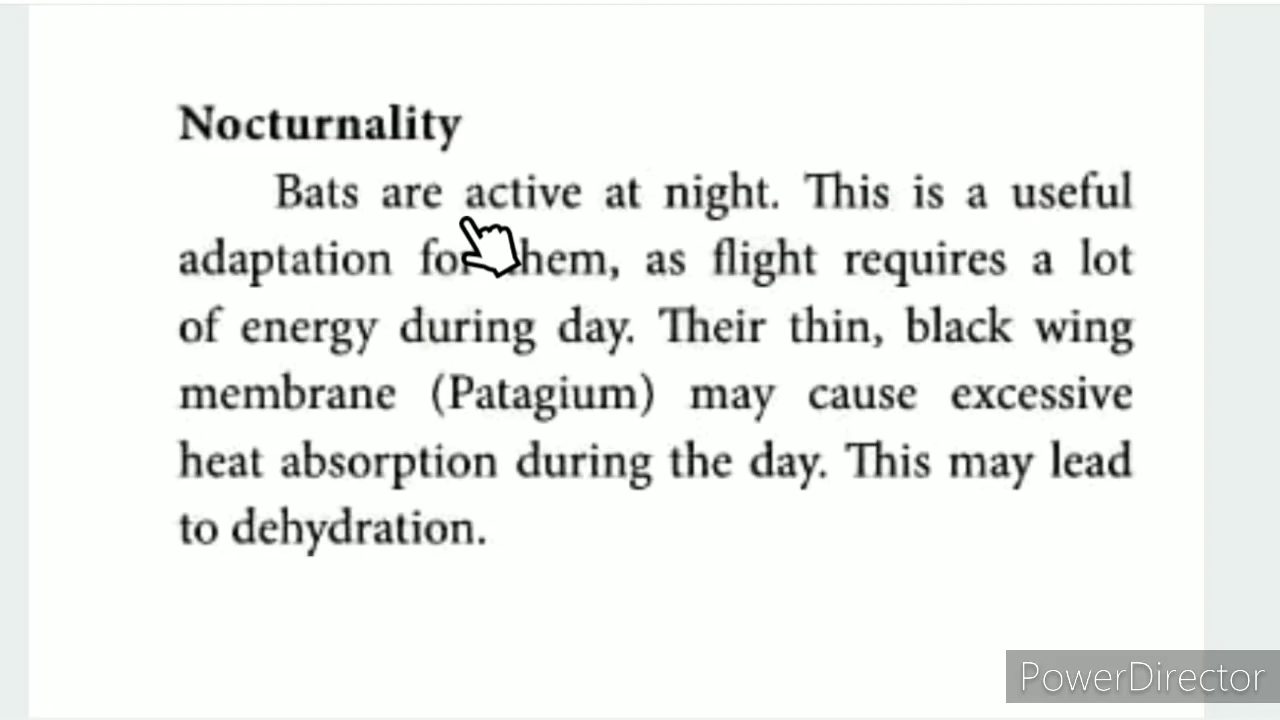 Nocturnality
Bats are active at night. This is a useful
adaptation for them, as flight requires a lot
of energy during day. Their thin, black wing
membrane (Patagium) may cause excessive
heat absorption during the day. This may lead
to dehydration.
PowerDirector